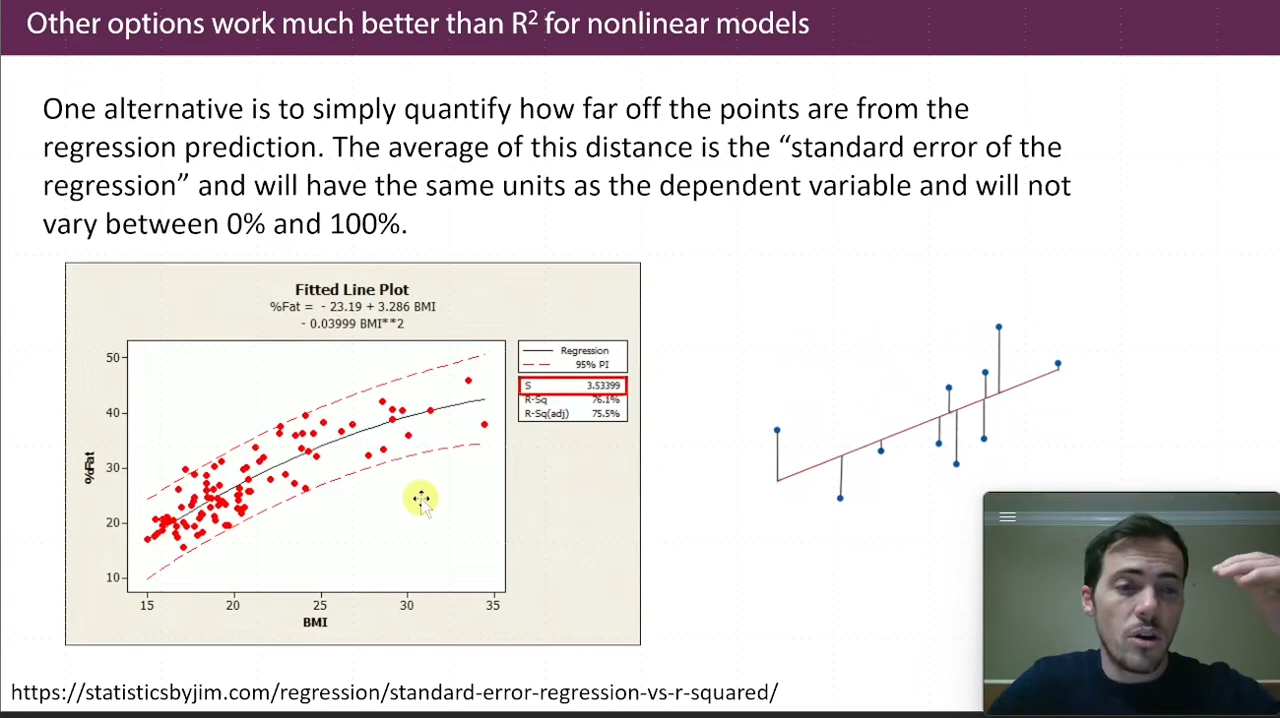 Other options work much better than R² for nonlinear models
One alternative is to simply quantify how far off the points are from the
regression prediction. The average of this distance is the “standard error of the
regression” and will have the same units as the dependent variable and will not
vary between 0% and 100%.
Fitted Line Plot
%Fat = - 23.19 + 3.286 BMI
- 0.03999 BMI**2
Regression
95% PI
S 3.53399
R-Sq 76.1%
R-Sq(adj) 75.5%
50
40
30
20
10
%Fat
15 20 25 30 35
BMI
https://statisticsbyjim.com/regression/standard-error-regression-vs-r-squared/